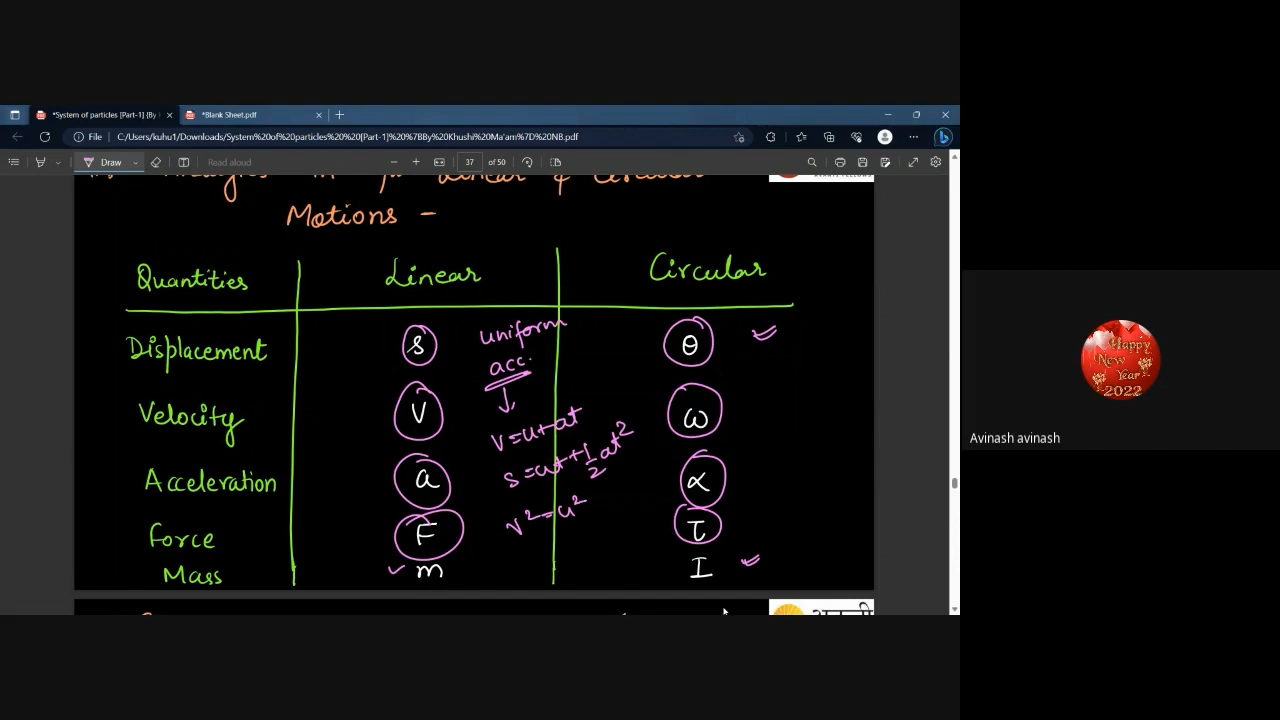 *System of particles [Part-1] [By
*Blank Sheet.pdf
File C:/Users/kuhu1/Downloads/System%20of%20particles%20%20[Part-1]%20%7BBy%20Khushi%20Ma'am%7D%20NB.pdf
Draw Read aloud 37 of 50
Linear & Circular
Motions -
Quantities Linear Circular
uniform
Displacement s θ
acc.
Velocity v ω
v=u+at
s=ut+1/2at²
Acceleration a α
v²=u²
Force F τ
Mass m I
Avinash avinash
Happy
New
Year
2022